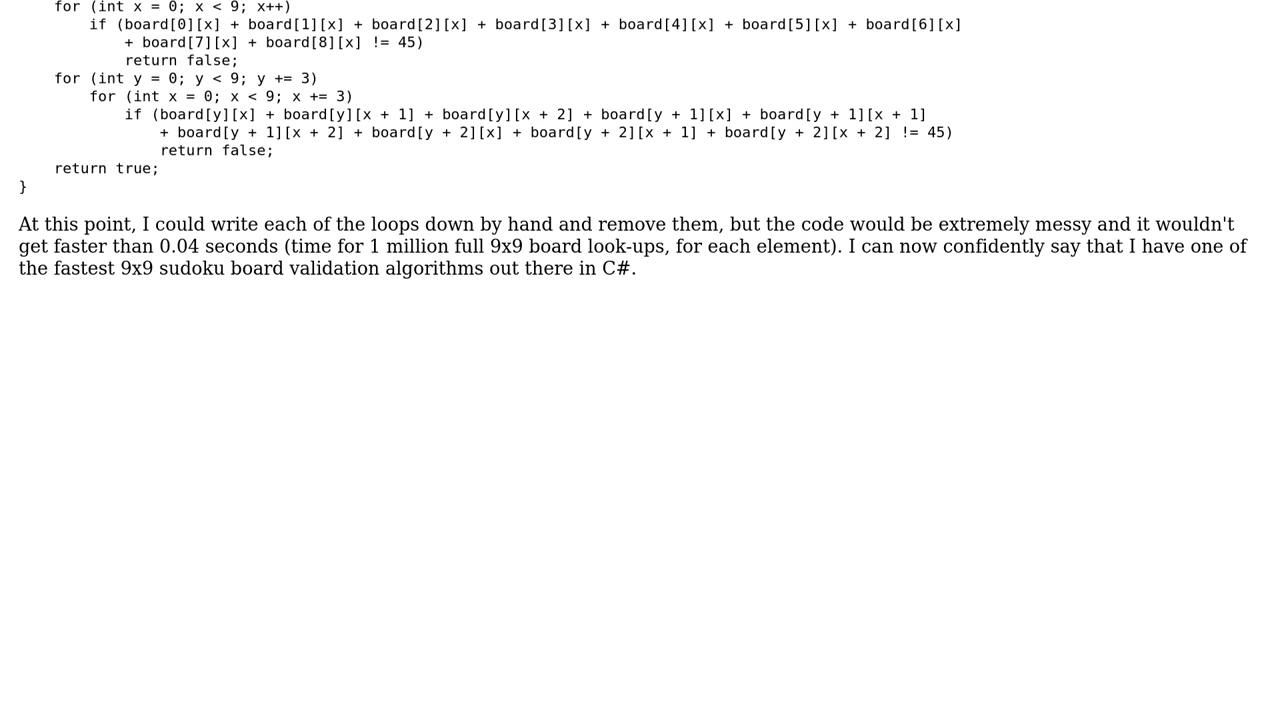 for (int x = 0; x < 9; x++)
if (board[0][x] + board[1][x] + board[2][x] + board[3][x] + board[4][x] + board[5][x] + board[6][x]
+ board[7][x] + board[8][x] != 45)
return false;
for (int y = 0; y < 9; y += 3)
for (int x = 0; x < 9; x += 3)
if (board[y][x] + board[y][x + 1] + board[y][x + 2] + board[y + 1][x] + board[y + 1][x + 1]
+ board[y + 1][x + 2] + board[y + 2][x] + board[y + 2][x + 1] + board[y + 2][x + 2] != 45)
return false;
return true;
}
At this point, I could write each of the loops down by hand and remove them, but the code would be extremely messy and it wouldn't
get faster than 0.04 seconds (time for 1 million full 9x9 board look-ups, for each element). I can now confidently say that I have one of
the fastest 9x9 sudoku board validation algorithms out there in C#.